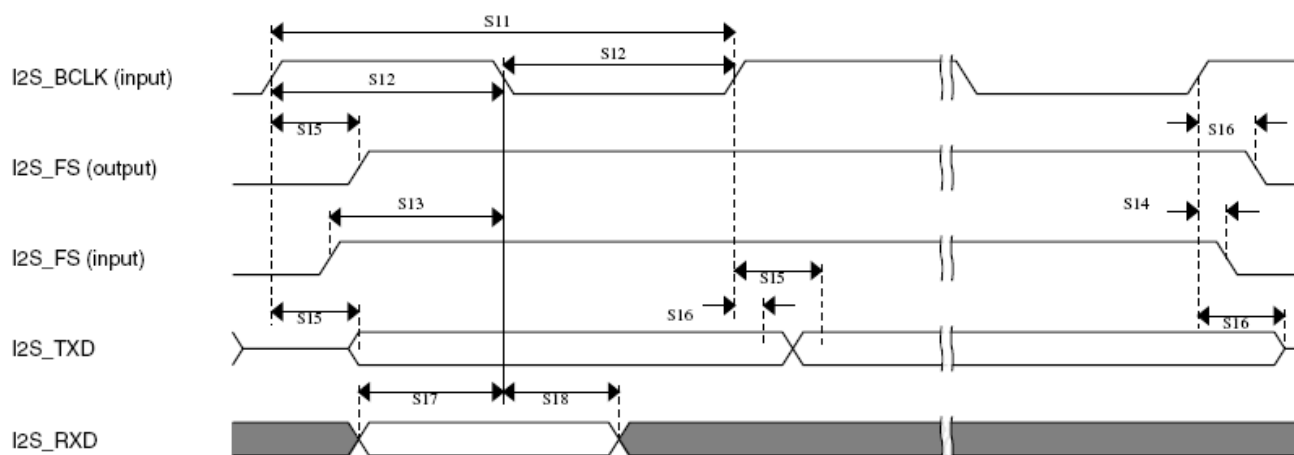 S11
I2S_BCLK (input)
S12
S12
S15
S16
I2S_FS (output)
S13
S14
I2S_FS (input)
S15
S15
S16
S16
I2S_TXD
S17
S18
I2S_RXD